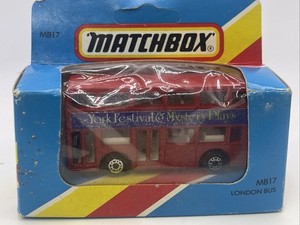 MB17
MATCHBOX
York Festival & Mystery Plays
MB17
LONDON BUS